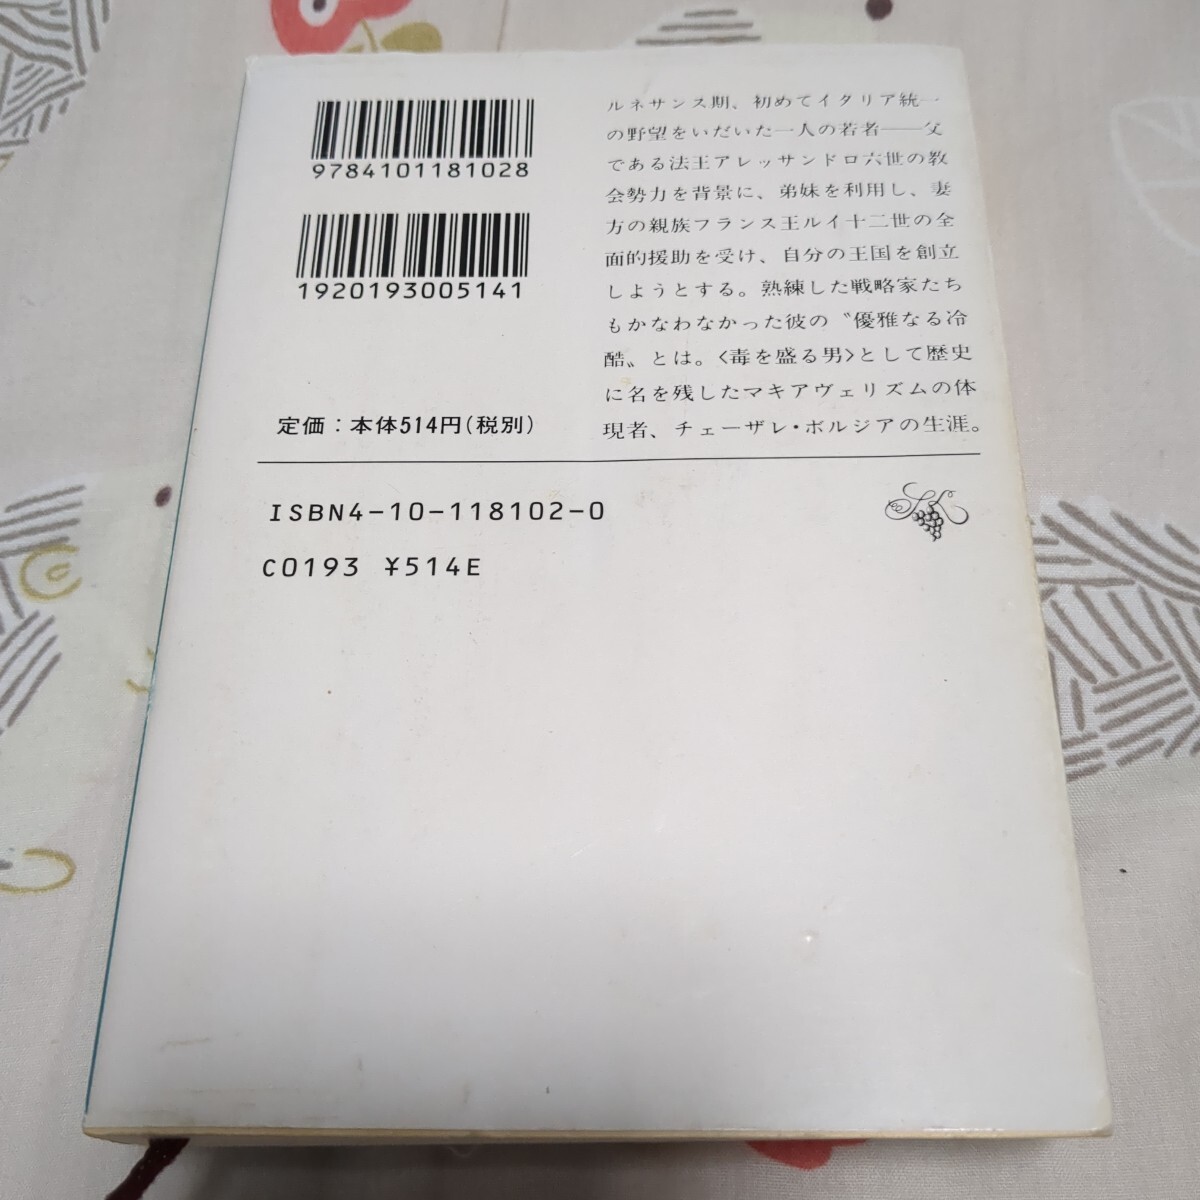 9784101181028
1920193005141
定価：本体514円（税別）
ルネサンス期、初めてイタリア統一
の野望をいだいた一人の若者――父
である法王アレッサンドロ六世の教
会勢力を背景に、弟妹を利用し、妻
方の親族フランス王ルイ十二世の全
面的援助を受け、自分の王国を創立
しようとする。熟練した戦略家たち
もかなわなかった彼の〝優雅なる冷
酷〟とは。〈毒を盛る男〉として歴史
に名を残したマキアヴェリズムの体
現者、チェーザレ・ボルジアの生涯。
ISBN4-10-118102-0
C0193 ¥514E